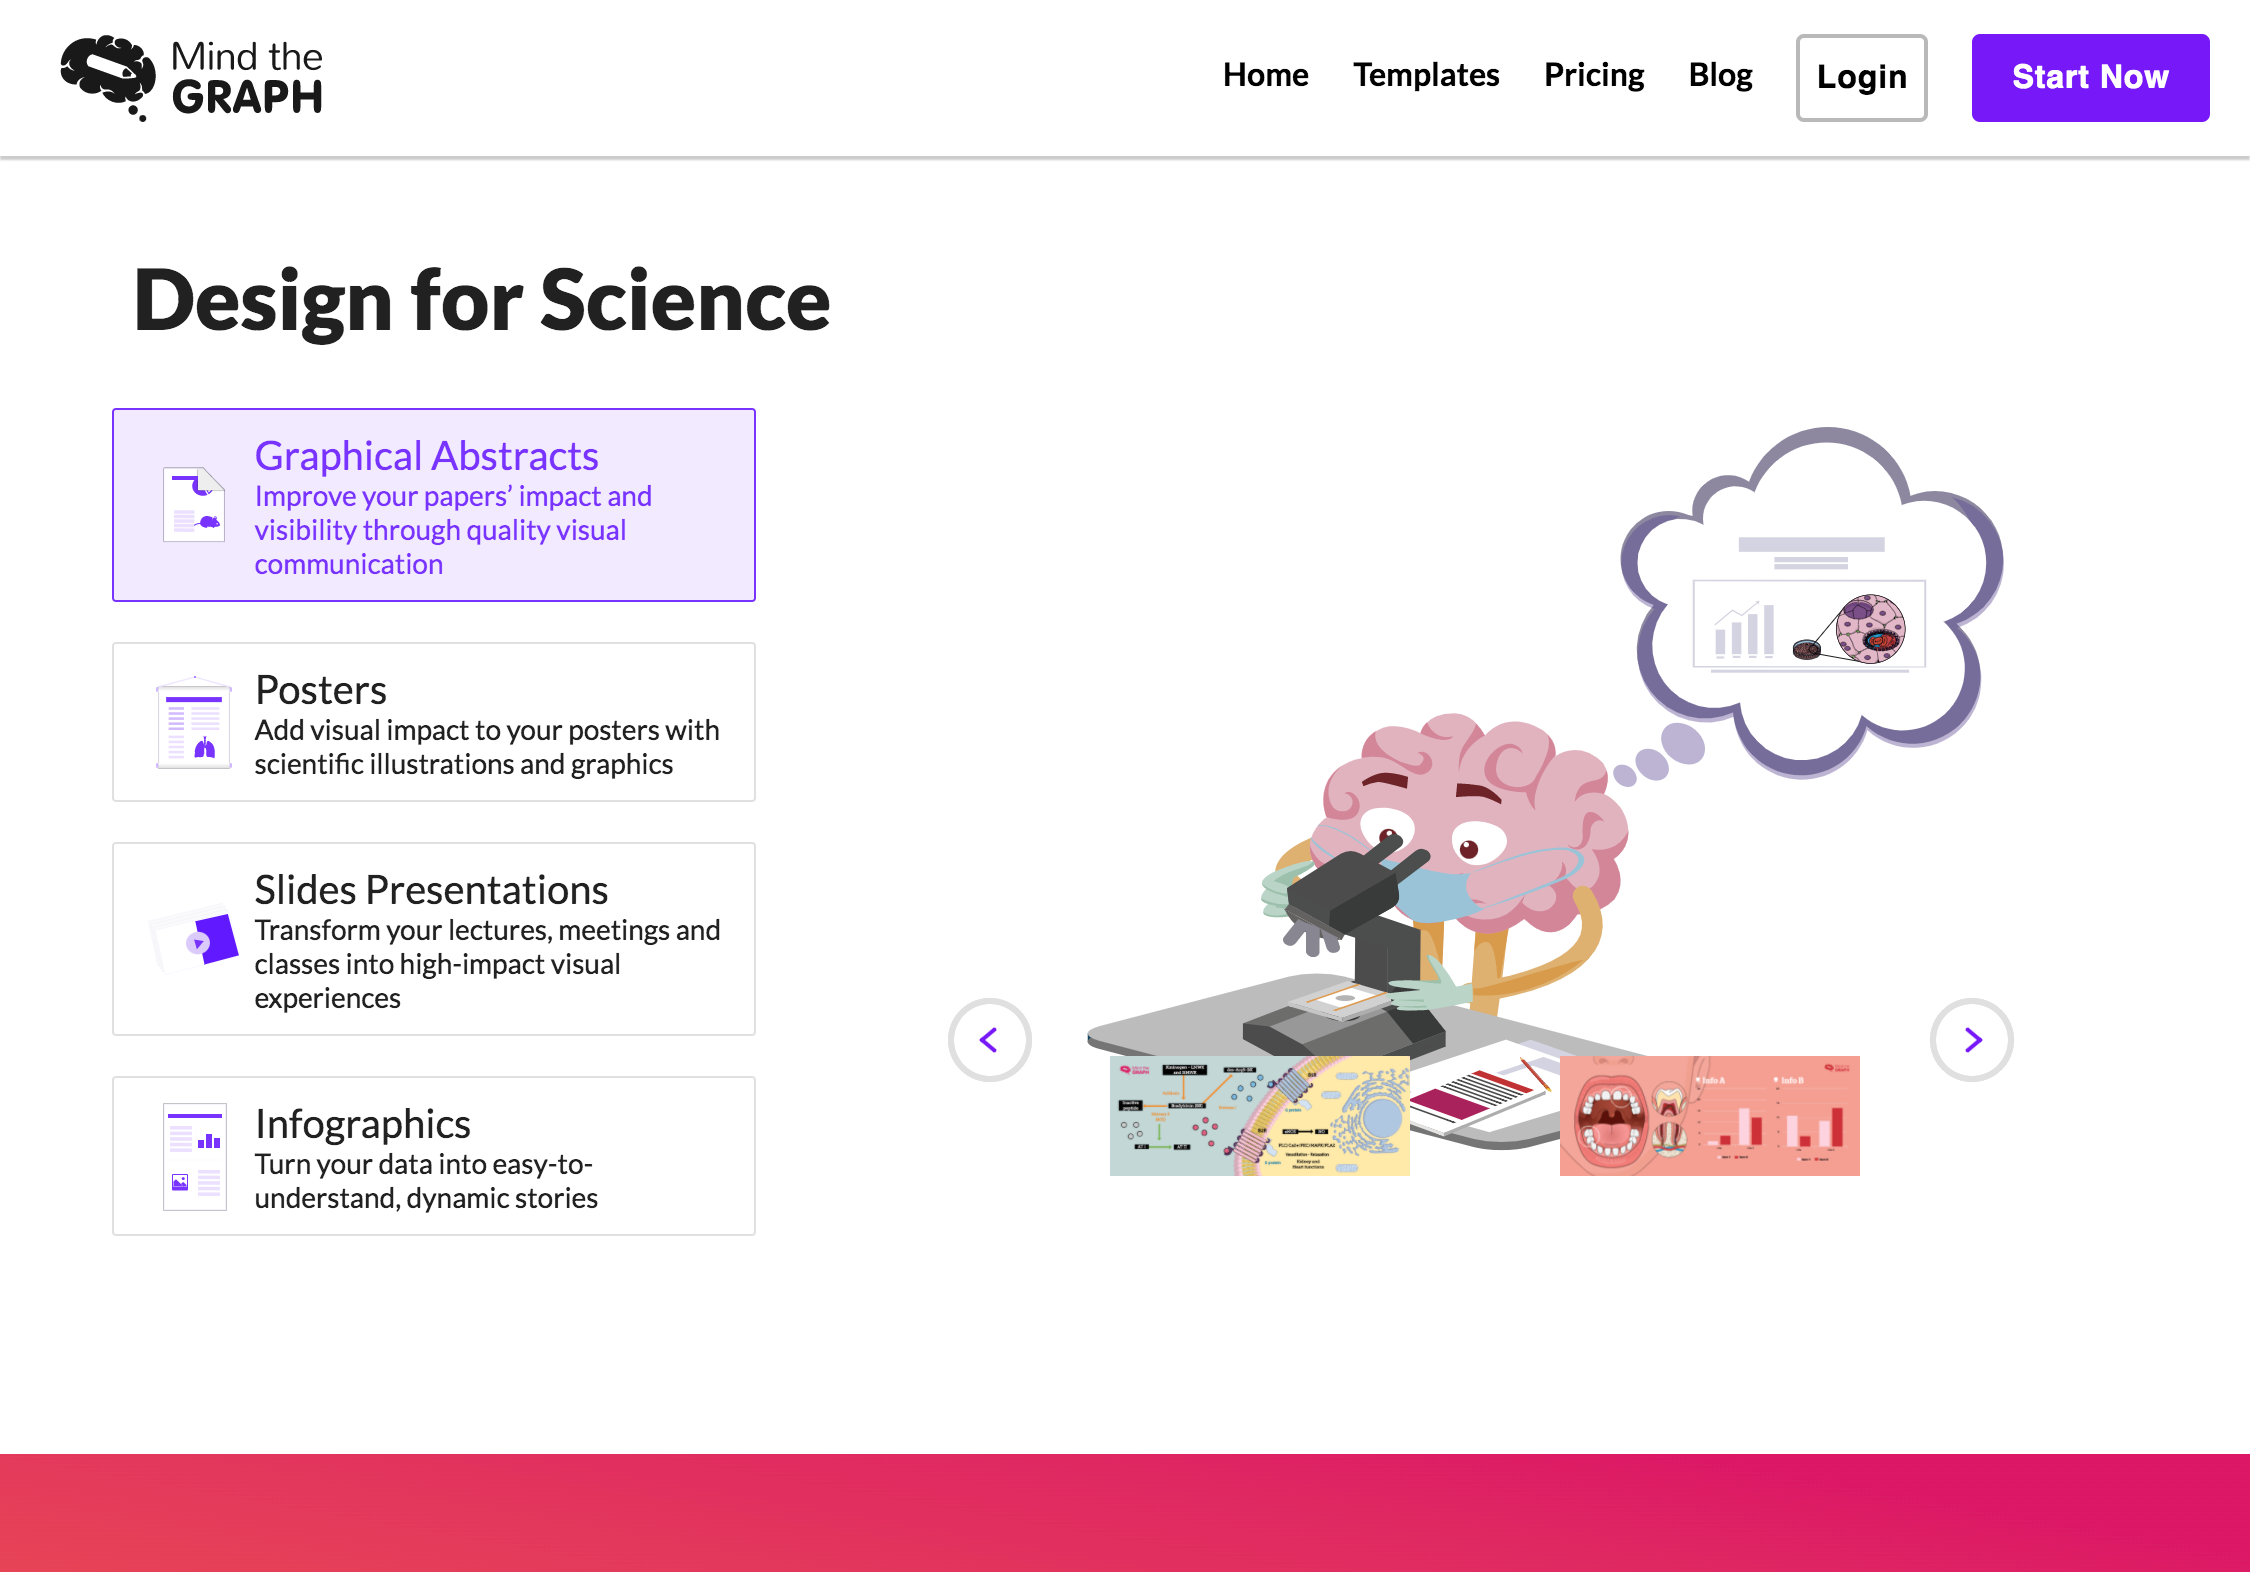 Mind the
GRAPH
Home
Templates
Pricing
Blog
Login
Start Now
Design for Science
Graphical Abstracts
Improve your papers’ impact and
visibility through quality visual
communication
Posters
Add visual impact to your posters with
scientific illustrations and graphics
Slides Presentations
Transform your lectures, meetings and
classes into high-impact visual
experiences
Infographics
Turn your data into easy-to-
understand, dynamic stories
Info A
Info B